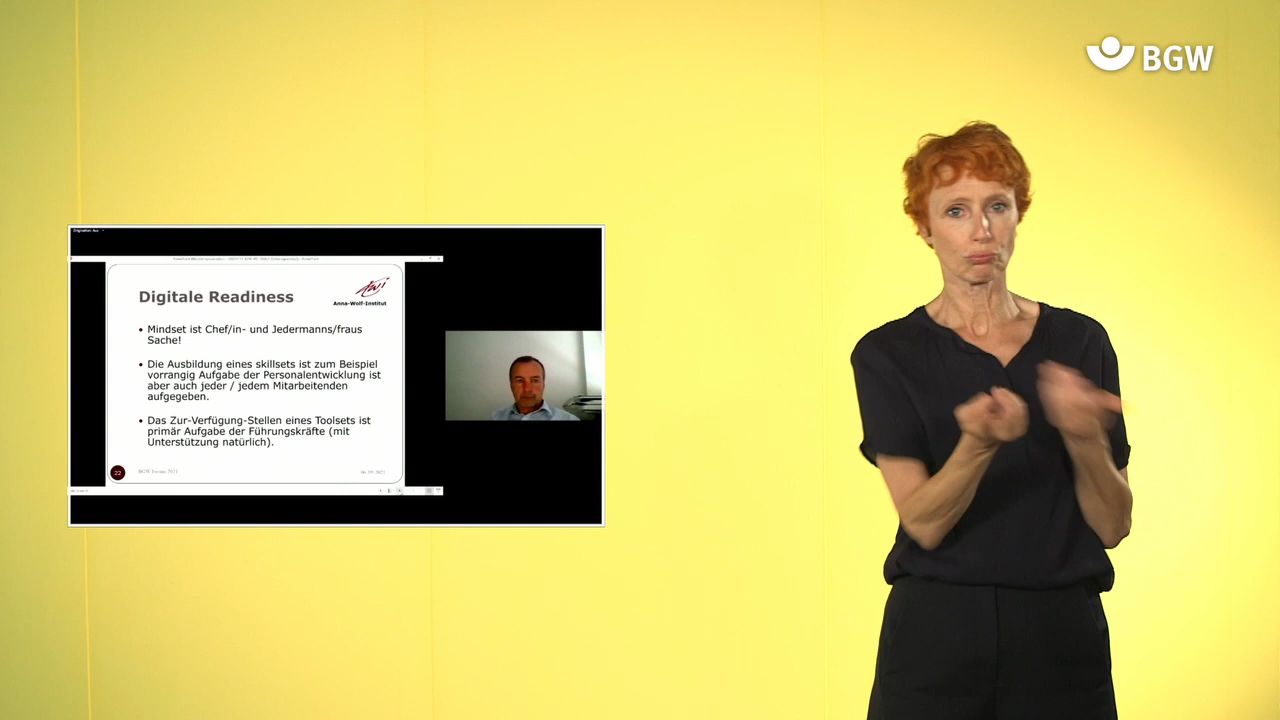 BGW
Digitale Readiness
Anna-Wolf-Institut
• Mindset ist Chef/in- und Jedermanns/fraus
Sache!
• Die Ausbildung eines skillsets ist zum Beispiel
vorrangig Aufgabe der Personalentwicklung ist
aber auch jeder / jedem Mitarbeitenden
aufgegeben.
• Das Zur-Verfügung-Stellen eines Toolsets ist
primär Aufgabe der Führungskräfte (mit
Unterstützung natürlich).
22
BGW Forum 2021